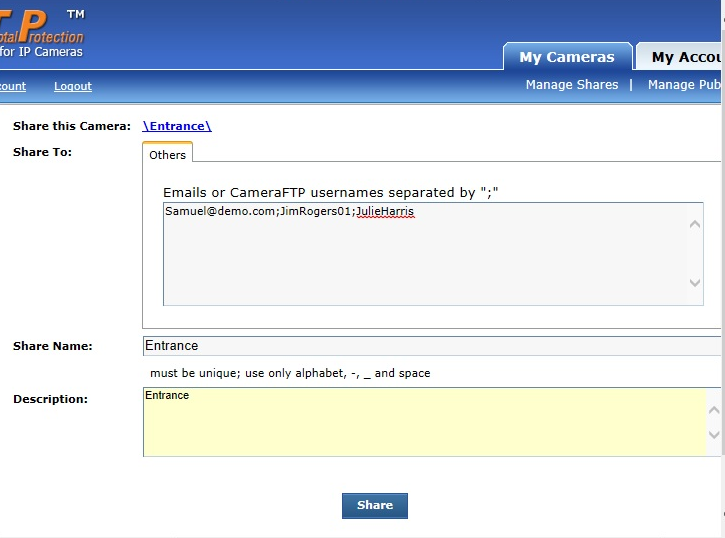 TP ™
otal rotection
for IP Cameras
My Cameras
My Accou
count
Logout
Manage Shares |
Manage Pub
Share this Camera: \Entrance\
Share To:
Others
Emails or CameraFTP usernames separated by ";"
Samuel@demo.com;JimRogers01;JulieHarris
Share Name: Entrance
must be unique; use only alphabet, -, _ and space
Description: Entrance
Share